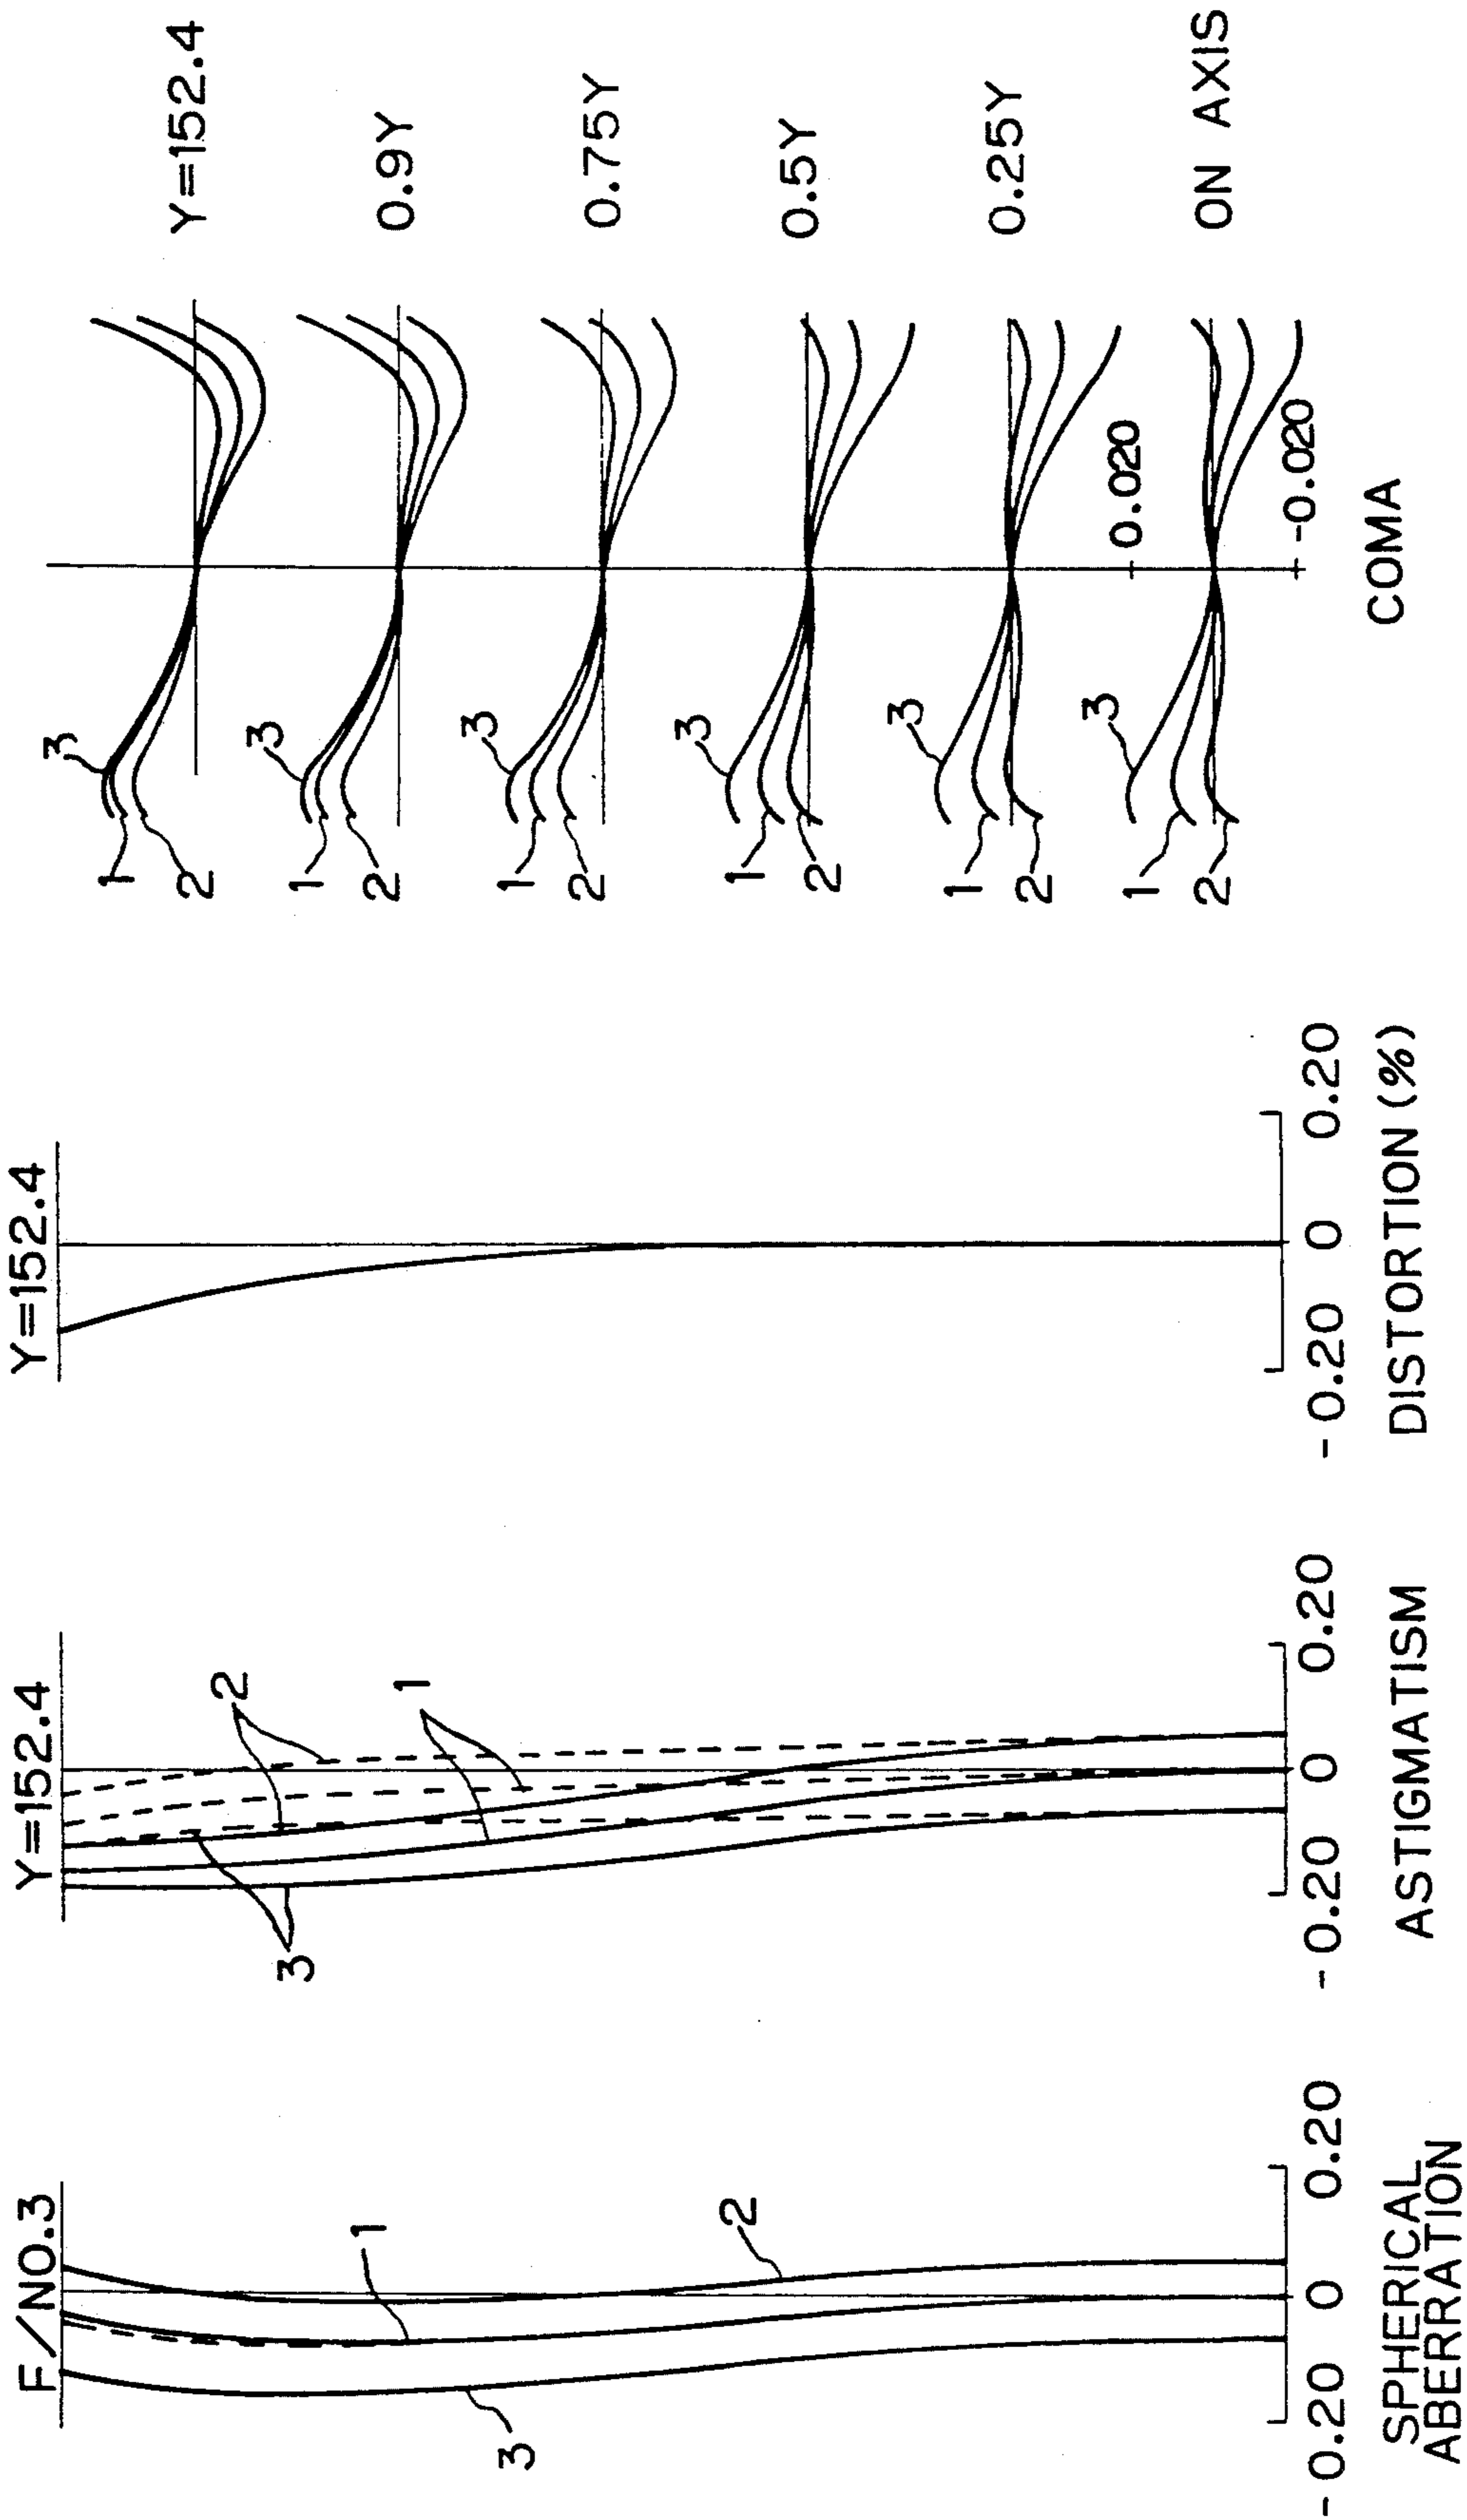 F/NO.3
1
2
3
-0.20 0 0.20
SPHERICAL
ABERRATION
Y=152.4
2
1
3
-0.20 0 0.20
ASTIGMATISM
Y=152.4
-0.20 0 0.20
DISTORTION(%)
3
1
2
Y=152.4
3
1
2
0.9Y
3
1
2
0.75Y
3
1
2
0.5Y
3
1
2
0.25Y
0.020
3
1
2
ON AXIS
-0.020
COMA